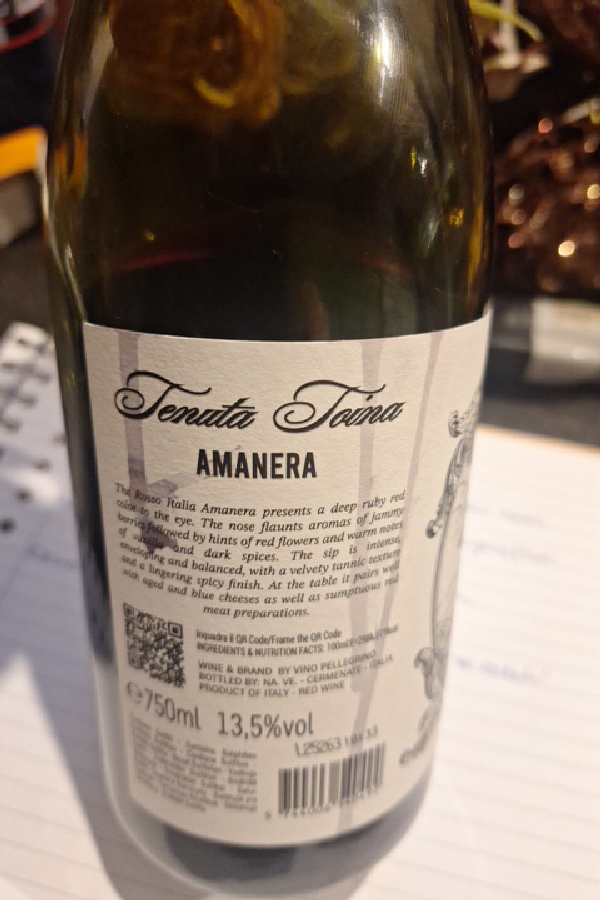 Tenuta Toina
AMANERA
The Rosso Italia Amanera presents a deep ruby red
color to the eye. The nose flaunts aromas of jammy
berries followed by hints of red flowers and warm notes
of vanilla and dark spices. The sip is intense,
enveloping and balanced, with a velvety tannic texture
and a lingering spicy finish. At the table it pairs well
with aged and blue cheeses as well as sumptuous red
meat preparations.
Inquadra il QR Code/Frame the QR Code
INGREDIENTS & NUTRITION FACTS: 100ml
WINE & BRAND BY VINO PELLEGRINO
BOTTLED BY: NA. VE. - CERMENATE - ITALIA
PRODUCT OF ITALY - RED WINE
℮750ml 13,5%vol